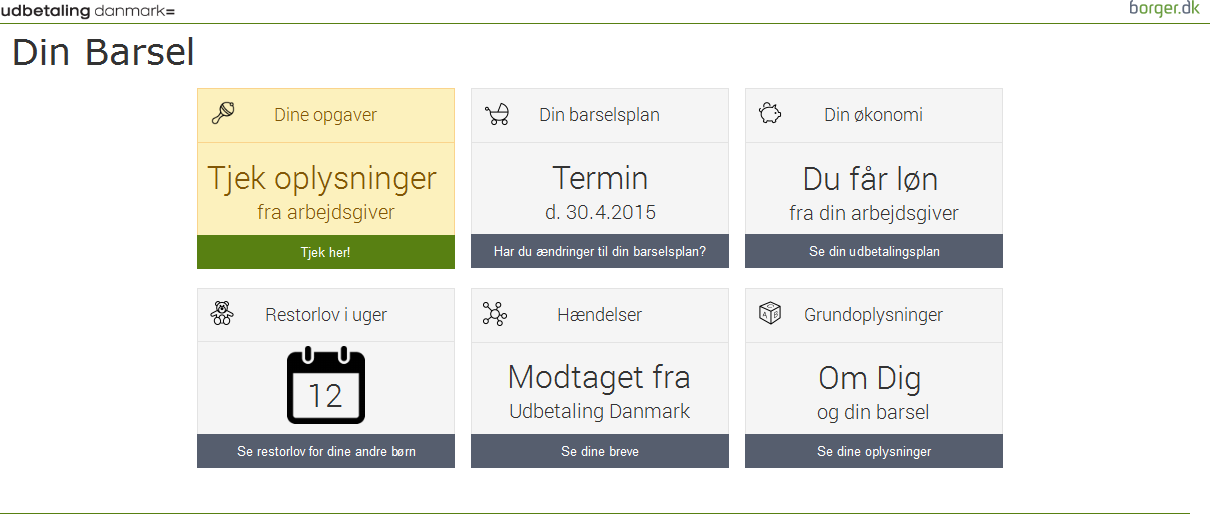 udbetaling danmark=
borger.dk
Din Barsel
Dine opgaver
Tjek oplysninger
fra arbejdsgiver
Tjek her!
Din barselsplan
Termin
d. 30.4.2015
Har du ændringer til din barselsplan?
Din økonomi
Du får løn
fra din arbejdsgiver
Se din udbetalingsplan
Restorlov i uger
12
Se restorlov for dine andre børn
Hændelser
Modtaget fra
Udbetaling Danmark
Se dine breve
A B
Grundoplysninger
Om Dig
og din barsel
Se dine oplysninger